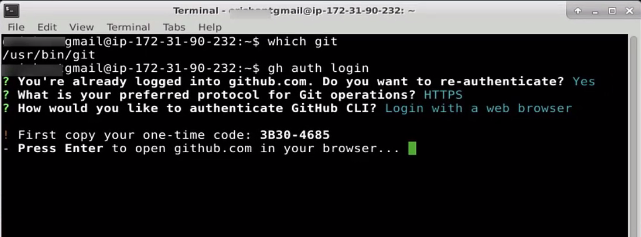 Terminal - gmail@ip-172-31-90-232: ~
File Edit View Terminal Tabs Help
gmail@ip-172-31-90-232:~$ which git
/usr/bin/git
gmail@ip-172-31-90-232:~$ gh auth login
? You're already logged into github.com. Do you want to re-authenticate? Yes
? What is your preferred protocol for Git operations? HTTPS
? How would you like to authenticate GitHub CLI? Login with a web browser
! First copy your one-time code: 3B30-4685
- Press Enter to open github.com in your browser...